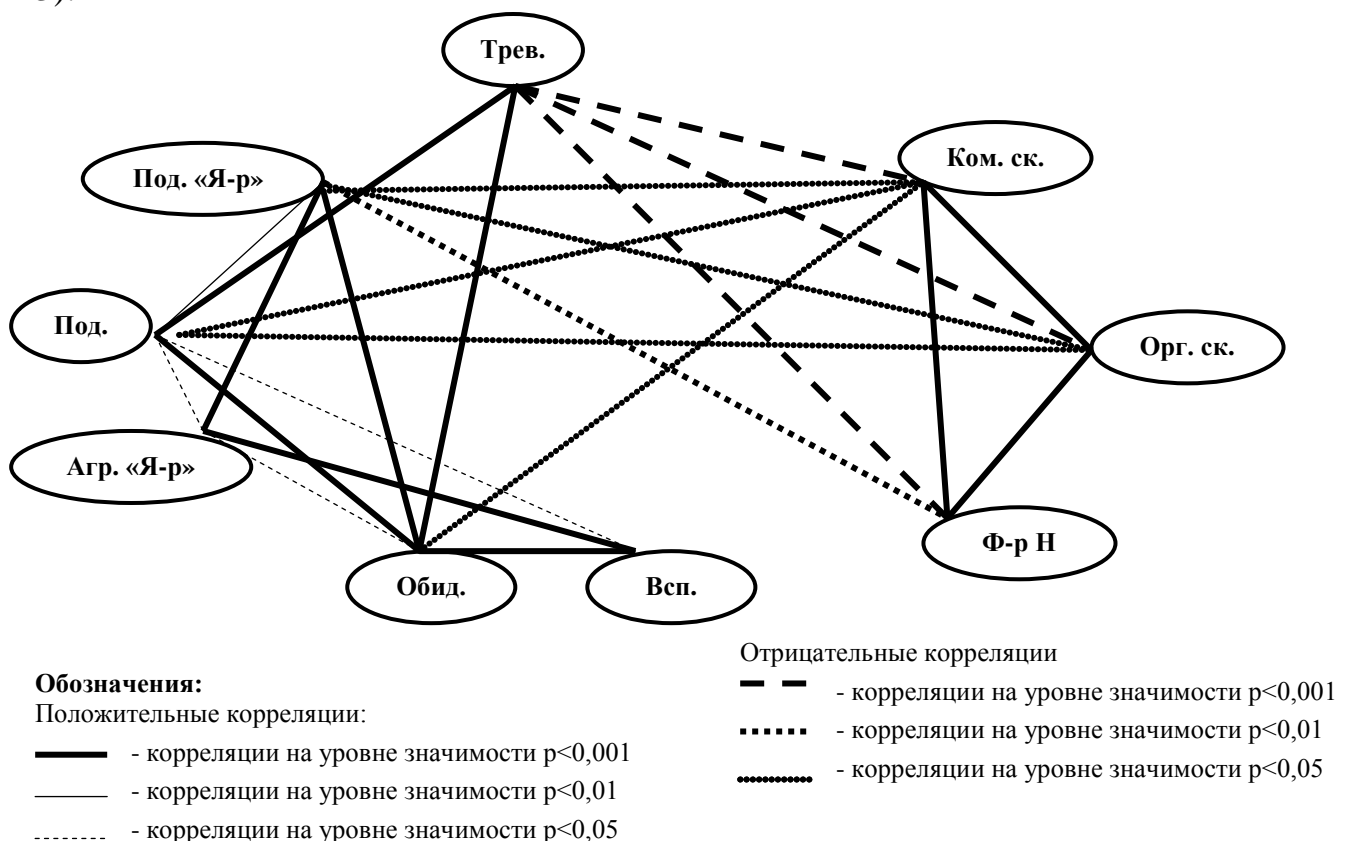 Трев.
Ком. ск.
Под. «Я-р»
Под.
Орг. ск.
Агр. «Я-р»
Ф-р Н
Обид.
Всп.
Обозначения:
Положительные корреляции:
- корреляции на уровне значимости p<0,001
- корреляции на уровне значимости p<0,01
- корреляции на уровне значимости p<0,05
Отрицательные корреляции
- корреляции на уровне значимости p<0,001
- корреляции на уровне значимости p<0,01
- корреляции на уровне значимости p<0,05